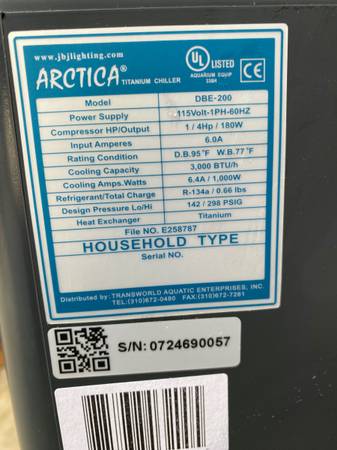 www.jbjlighting.com
ARCTICA® TITANIUM CHILLER
UL LISTED
AQUARIUM EQUIP
CE
Model DBE-200
Power Supply 115Volt-1PH-60HZ
Compressor HP/Output 1/4Hp / 180W
Input Amperes 6.0A
Rating Condition D.B.95°F W.B.77°F
Cooling Capacity 3,000 BTU/h
Cooling Amps.Watts 6.4A / 1,000W
Refrigerant/Total Charge R-134a / 0.66 lbs
Design Pressure Lo/Hi 142 / 298 PSIG
Heat Exchanger Titanium
File NO. E258787
HOUSEHOLD TYPE
Serial NO.
Distributed by: TRANSWORLD AQUATIC ENTERPRISES, INC.
TEL.(310)672-0480 FAX.(310)672-7261
S/N: 0724690057